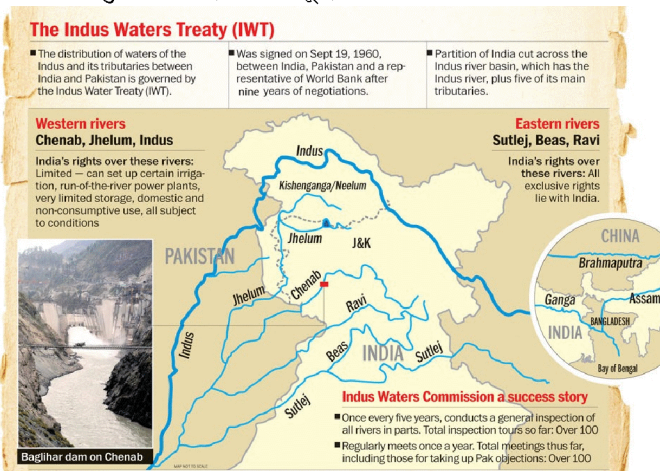 The Indus Waters Treaty (IWT)
The distribution of waters of the
Indus and its tributaries between
India and Pakistan is governed by
the Indus Water Treaty (IWT).
Was signed on Sept 19, 1960,
between India, Pakistan and a rep-
resentative of World Bank after
nine years of negotiations.
Partition of India cut across the
Indus river basin, which has the
Indus river, plus five of its main
tributaries.
Western rivers
Chenab, Jhelum, Indus
India's rights over these rivers:
Limited — can set up certain irriga-
tion, run-of-the-river power plants,
very limited storage, domestic and
non-consumptive use, all subject
to conditions
Eastern rivers
Sutlej, Beas, Ravi
India's rights over
these rivers: All
exclusive rights
lie with India.
Indus
Kishenganga/Neelum
Jhelum
J&K
PAKISTAN
Jhelum
Chenab
Ravi
Indus
Beas
INDIA
Sutlej
Sutlej
CHINA
Brahmaputra
Ganga
Assam
BANGLADESH
INDIA
Bay of Bengal
Baglihar dam on Chenab
MAP NOT TO SCALE
Indus Waters Commission a success story
Once every five years, conducts a general inspection of
all rivers in parts. Total inspection tours so far: Over 100
Regularly meets once a year. Total meetings thus far,
including those for taking up Pak objections: Over 100